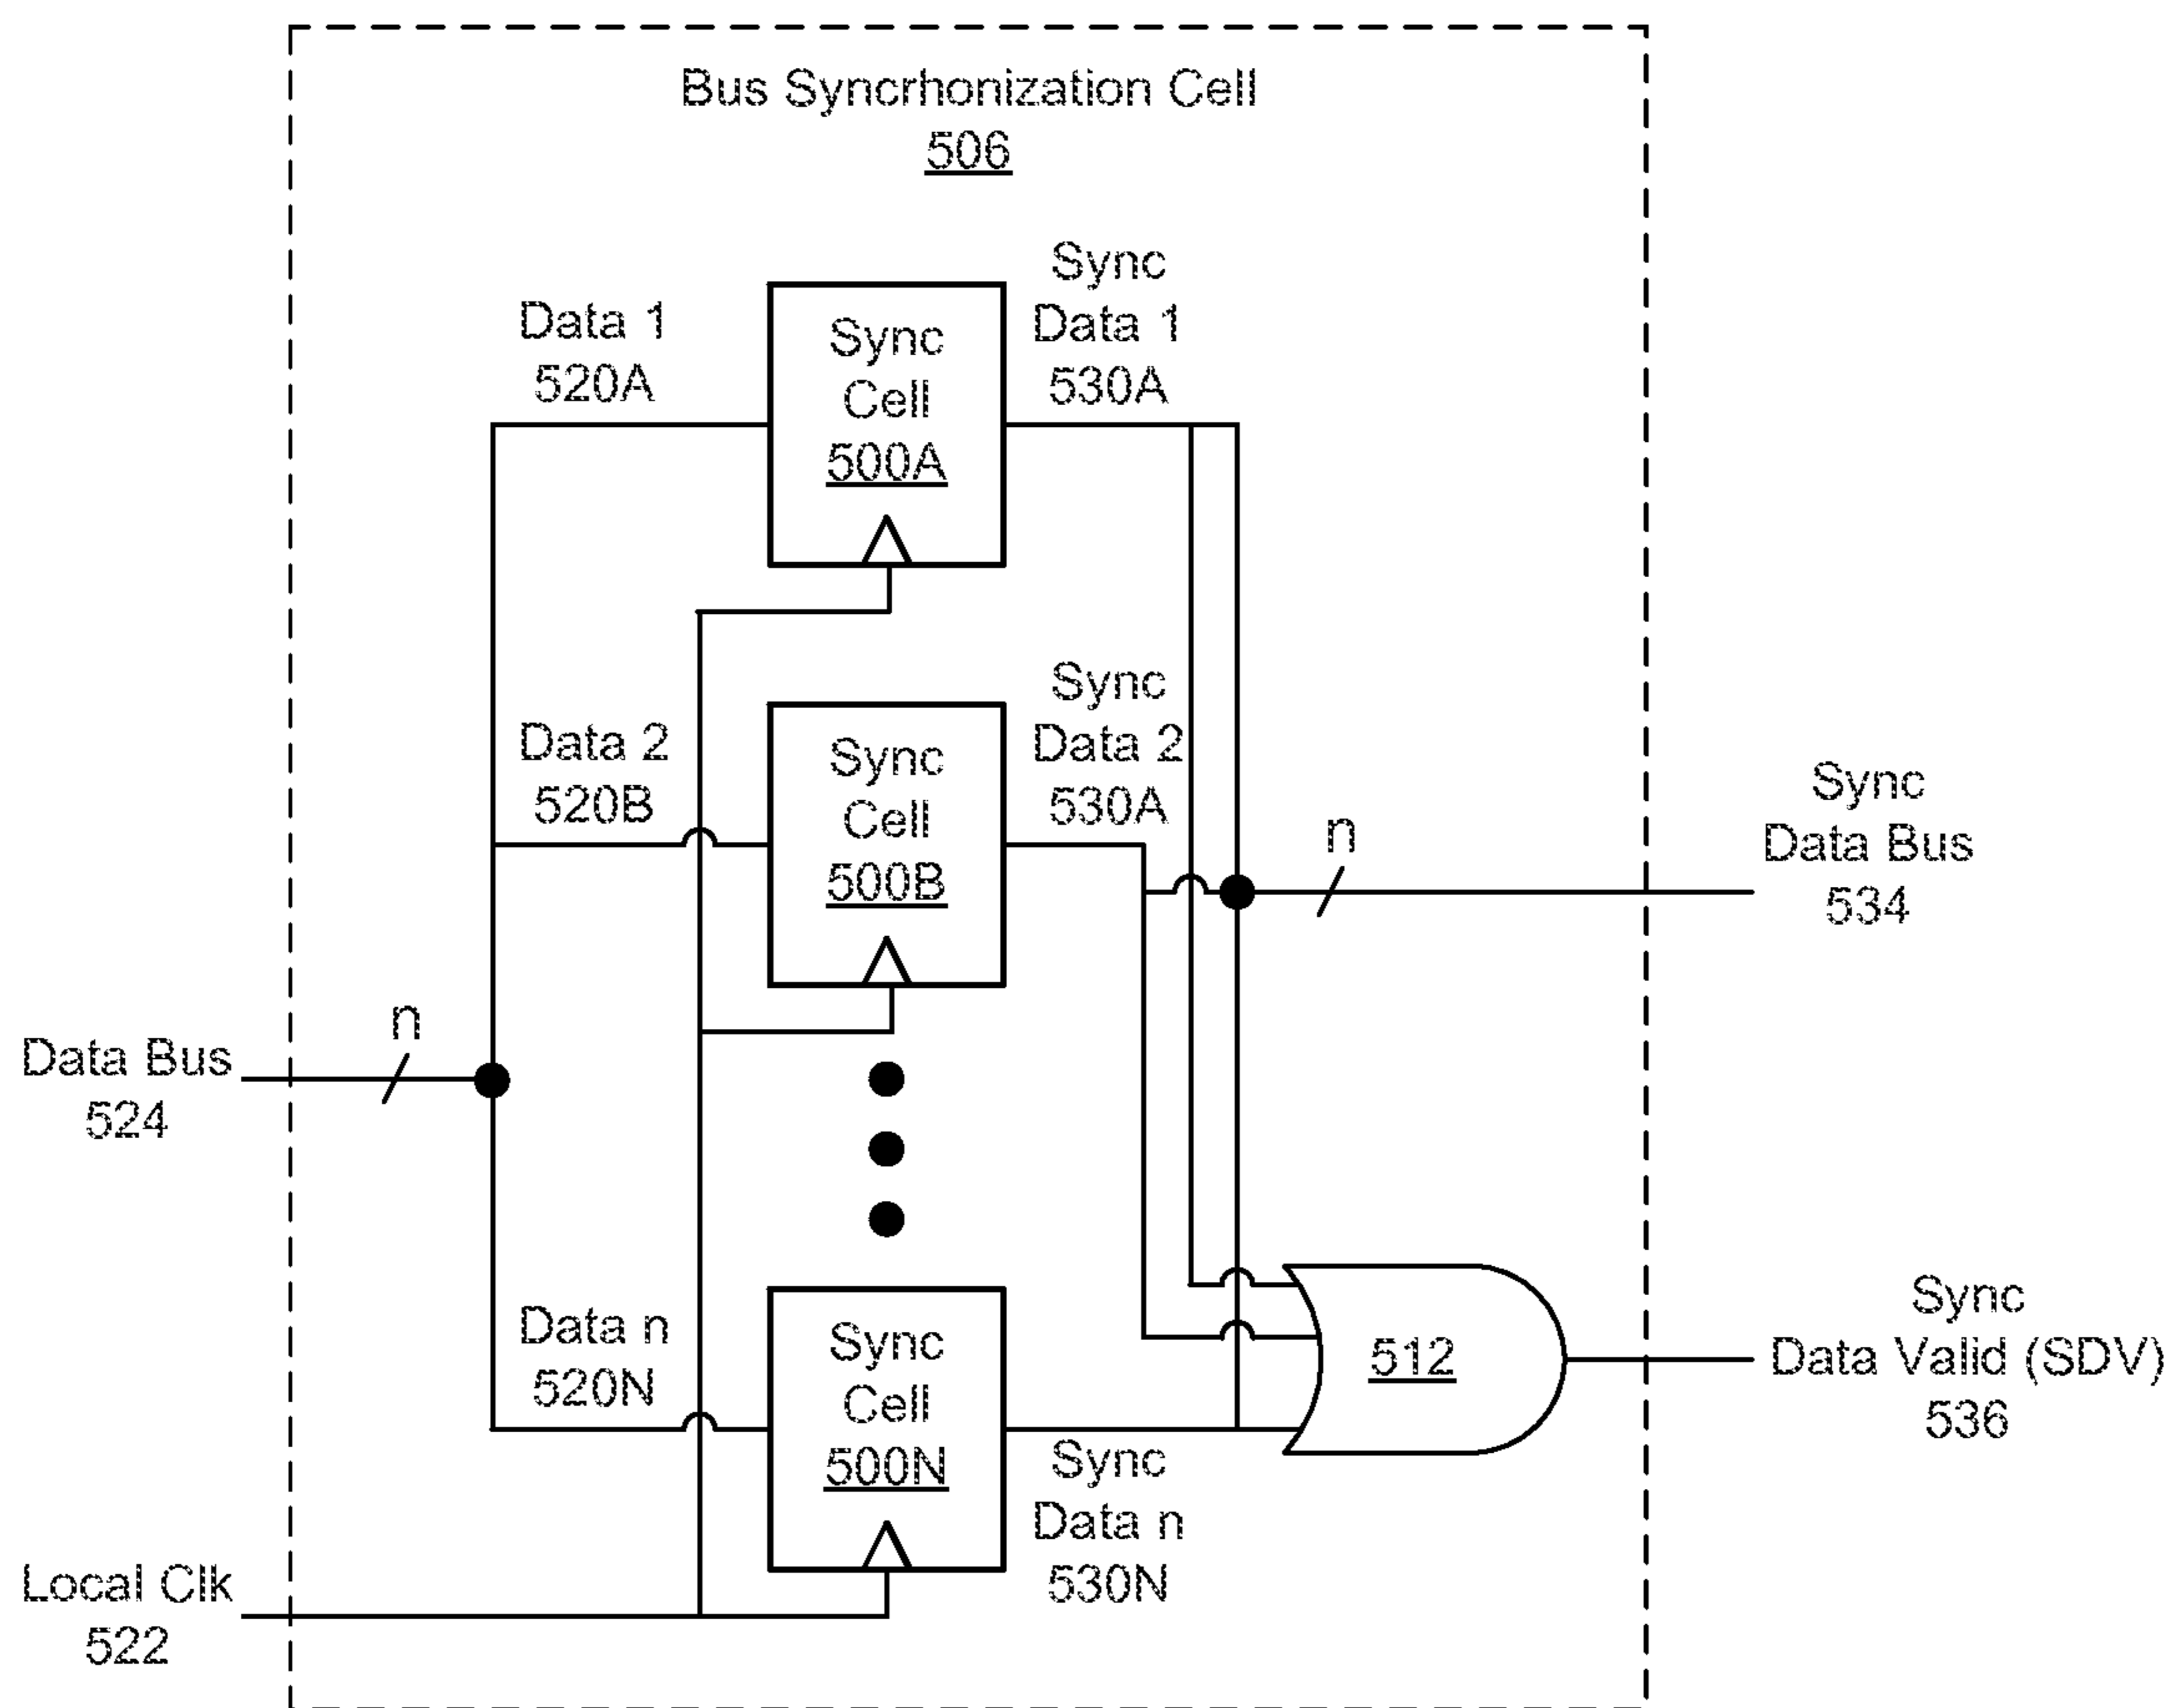 Bus Syncrhonization Cell
506
Data 1
520A
Sync
Cell
500A
Sync
Data 1
530A
Data 2
520B
Sync
Cell
500B
Sync
Data 2
530A
n
Sync
Data Bus
534
n
Data Bus
524
Data n
520N
Sync
Cell
500N
Sync
Data n
530N
512
Sync
Data Valid (SDV)
536
Local Clk
522